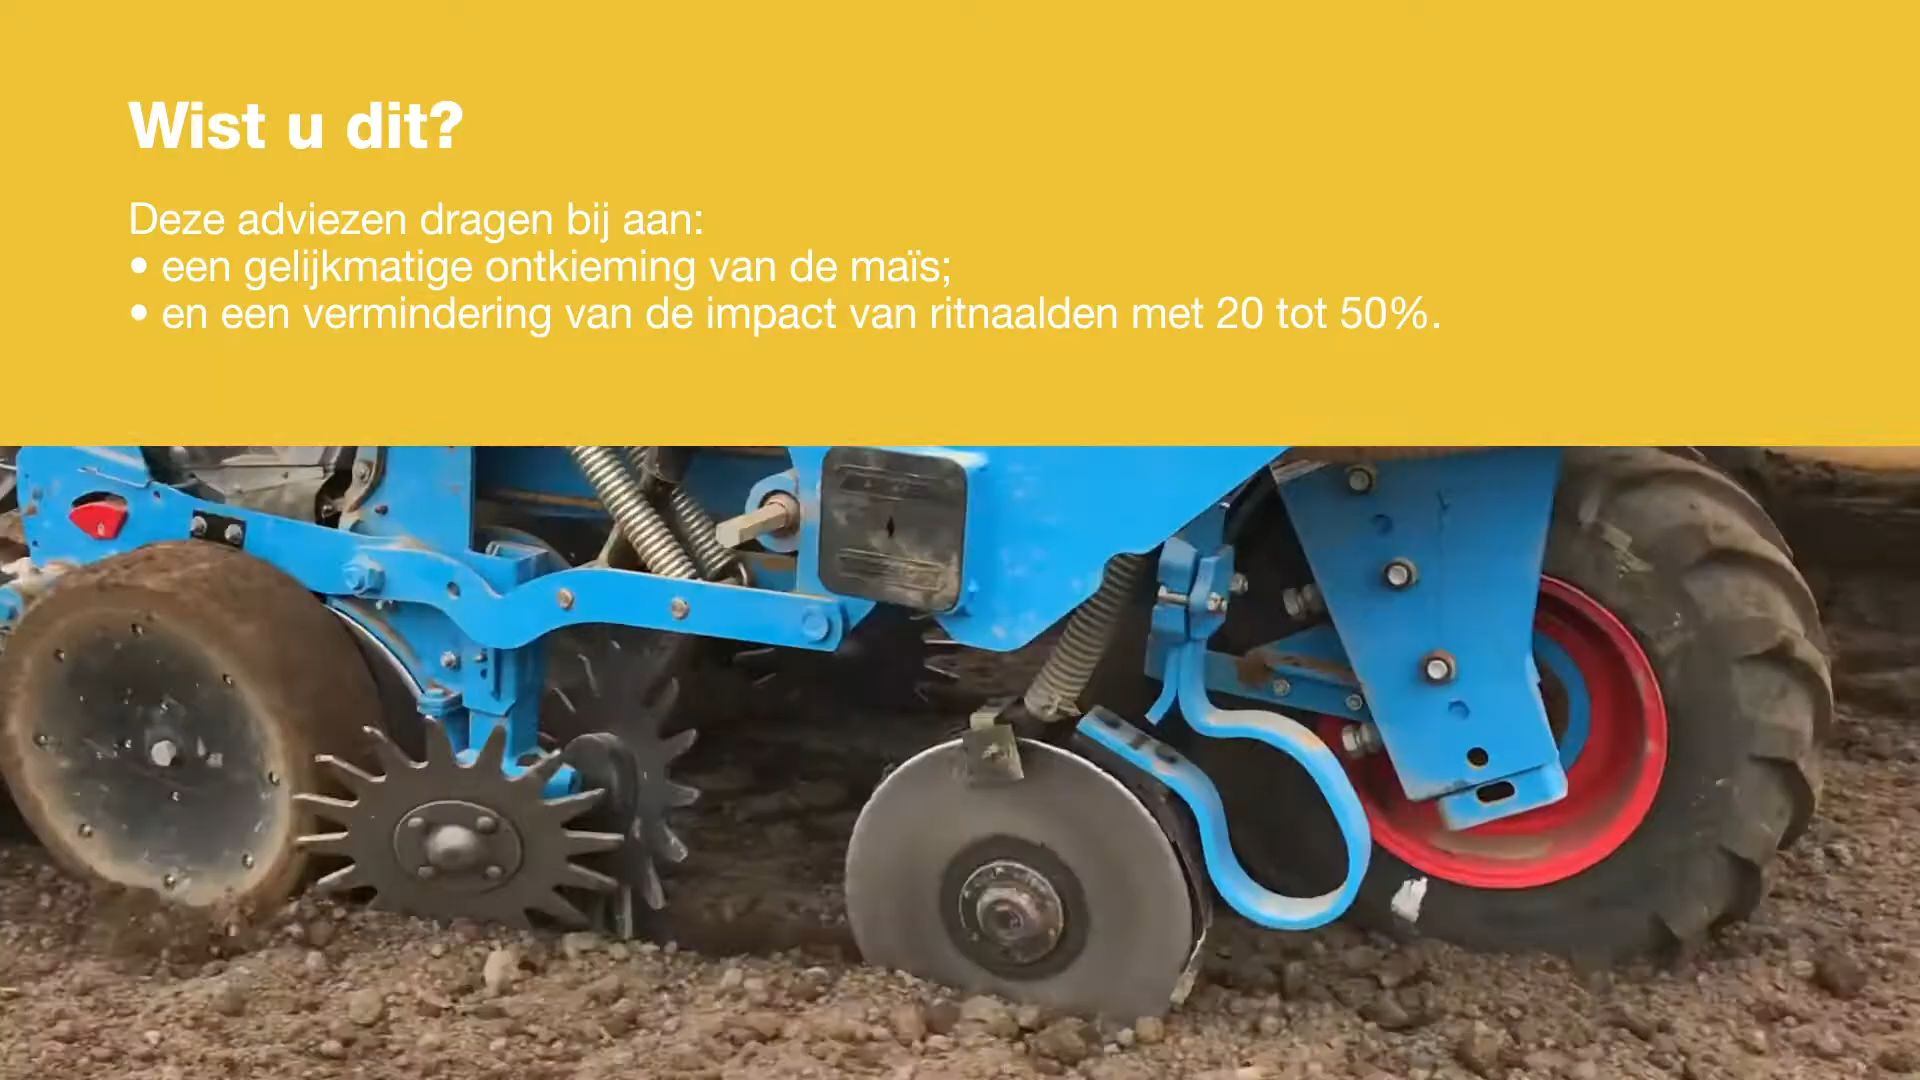 Wist u dit?
Deze adviezen dragen bij aan:
• een gelijkmatige ontkieming van de maïs;
• en een vermindering van de impact van ritnaalden met 20 tot 50%.